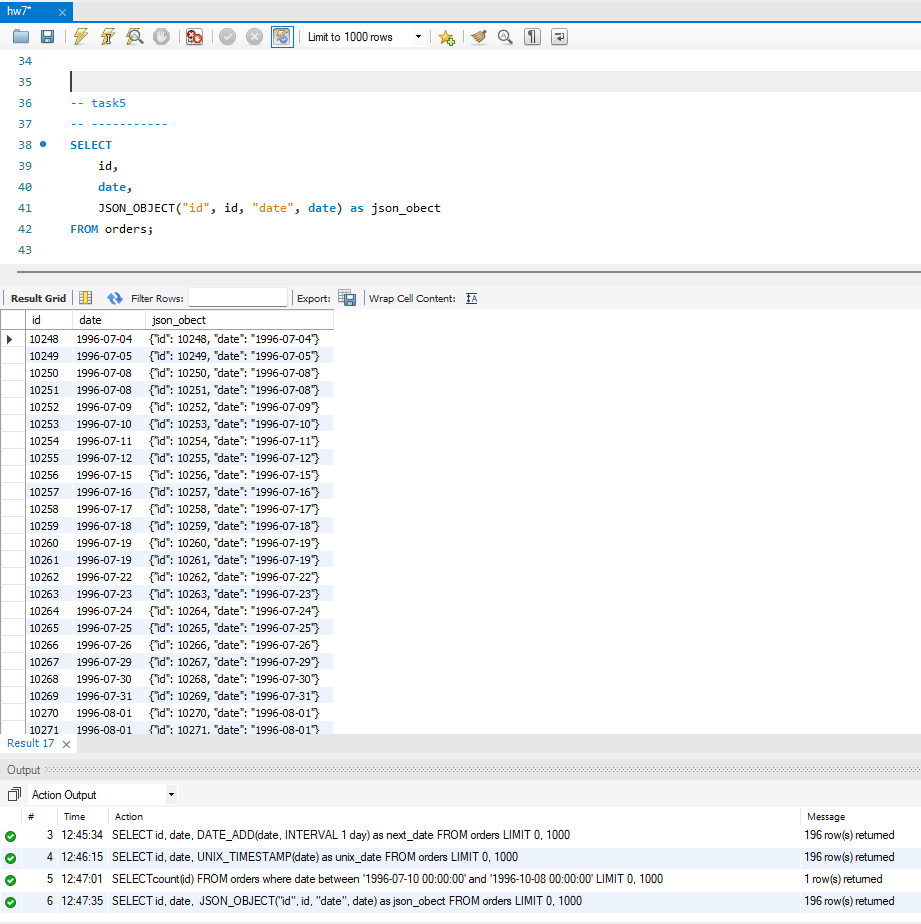 hw7*
Limit to 1000 rows
34
35
36 -- task5
37 -- -----------
38 SELECT
39 id,
40 date,
41 JSON_OBJECT("id", id, "date", date) as json_obect
42 FROM orders;
43
Result Grid Filter Rows: Export: Wrap Cell Content: IA
id date json_obect
10248 1996-07-04 {"id": 10248, "date": "1996-07-04"}
10249 1996-07-05 {"id": 10249, "date": "1996-07-05"}
10250 1996-07-08 {"id": 10250, "date": "1996-07-08"}
10251 1996-07-08 {"id": 10251, "date": "1996-07-08"}
10252 1996-07-09 {"id": 10252, "date": "1996-07-09"}
10253 1996-07-10 {"id": 10253, "date": "1996-07-10"}
10254 1996-07-11 {"id": 10254, "date": "1996-07-11"}
10255 1996-07-12 {"id": 10255, "date": "1996-07-12"}
10256 1996-07-15 {"id": 10256, "date": "1996-07-15"}
10257 1996-07-16 {"id": 10257, "date": "1996-07-16"}
10258 1996-07-17 {"id": 10258, "date": "1996-07-17"}
10259 1996-07-18 {"id": 10259, "date": "1996-07-18"}
10260 1996-07-19 {"id": 10260, "date": "1996-07-19"}
10261 1996-07-19 {"id": 10261, "date": "1996-07-19"}
10262 1996-07-22 {"id": 10262, "date": "1996-07-22"}
10263 1996-07-23 {"id": 10263, "date": "1996-07-23"}
10264 1996-07-24 {"id": 10264, "date": "1996-07-24"}
10265 1996-07-25 {"id": 10265, "date": "1996-07-25"}
10266 1996-07-26 {"id": 10266, "date": "1996-07-26"}
10267 1996-07-29 {"id": 10267, "date": "1996-07-29"}
10268 1996-07-30 {"id": 10268, "date": "1996-07-30"}
10269 1996-07-31 {"id": 10269, "date": "1996-07-31"}
10270 1996-08-01 {"id": 10270, "date": "1996-08-01"}
10271 1996-08-01 {"id": 10271, "date": "1996-08-01"}
Result 17
Output
Action Output
# Time Action Message
3 12:45:34 SELECT id, date, DATE_ADD(date, INTERVAL 1 day) as next_date FROM orders LIMIT 0, 1000 196 row(s) returned
4 12:46:15 SELECT id, date, UNIX_TIMESTAMP(date) as unix_date FROM orders LIMIT 0, 1000 196 row(s) returned
5 12:47:01 SELECTcount(id) FROM orders where date between '1996-07-10 00:00:00' and '1996-10-08 00:00:00' LIMIT 0, 1000 1 row(s) returned
6 12:47:35 SELECT id, date, JSON_OBJECT("id", id, "date", date) as json_obect FROM orders LIMIT 0, 1000 196 row(s) returned